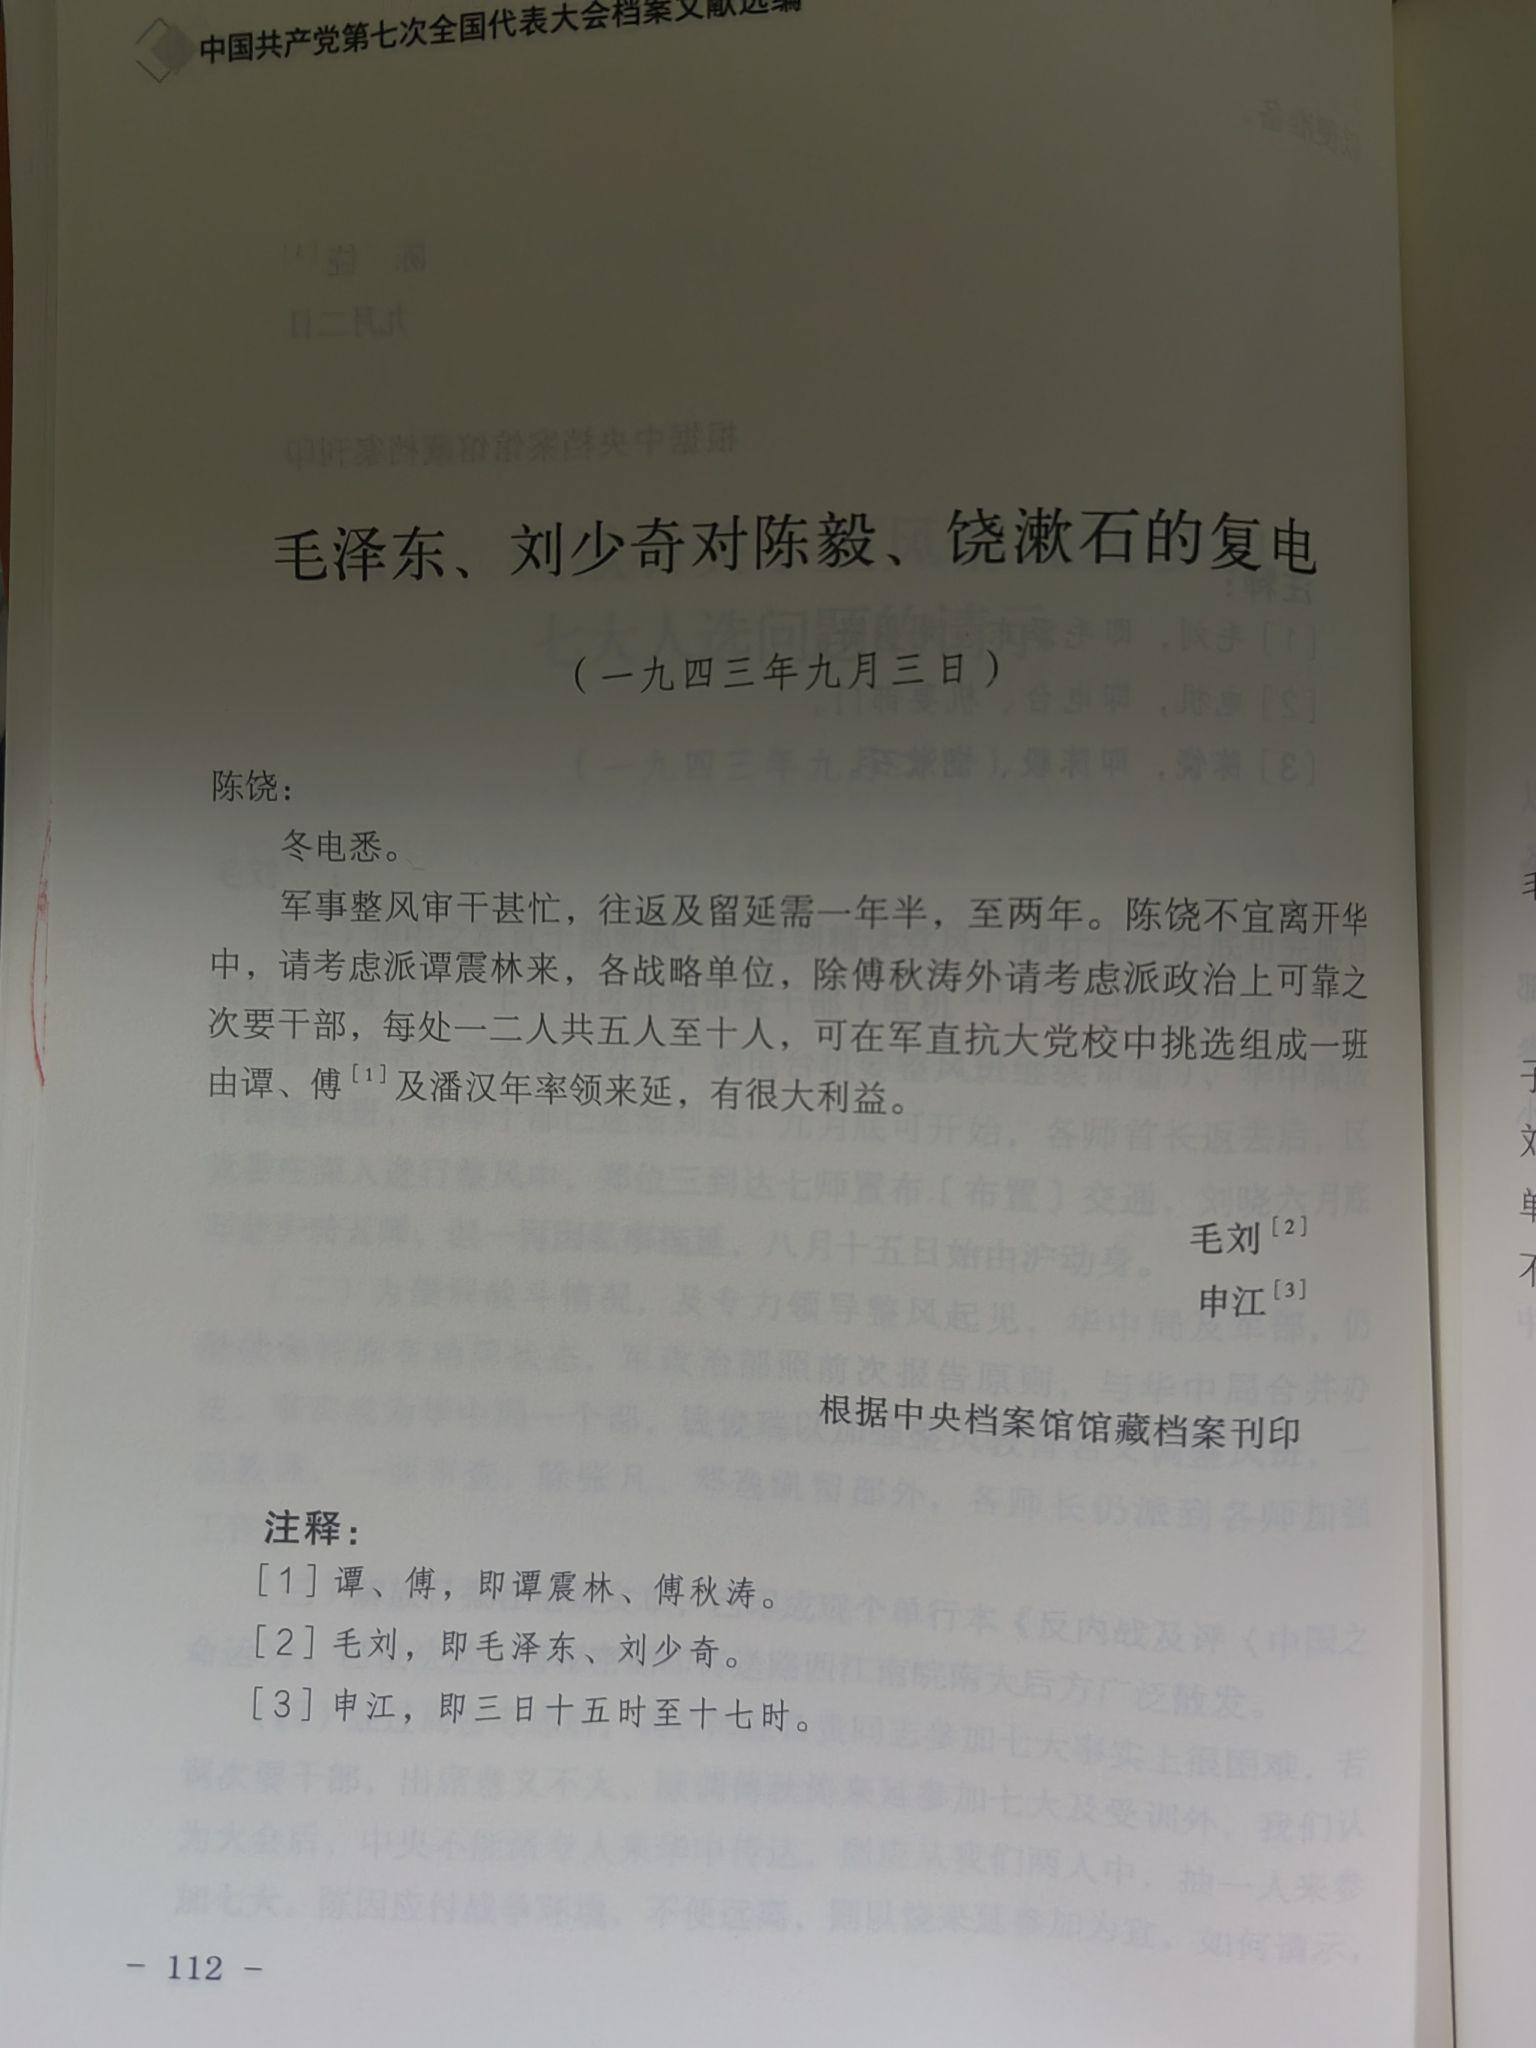 中国共产党第七次全国代表大会档案文献选编
毛泽东、刘少奇对陈毅、饶漱石的复电
(一九四三年九月三日)
陈饶：
冬电悉。
军事整风审干甚忙，往返及留延需一年半，至两年。陈饶不宜离开华
中，请考虑派谭震林来，各战略单位，除傅秋涛外请考虑派政治上可靠之
次要干部，每处一二人共五人至十人，可在军直抗大党校中挑选组成一班
由谭、傅[1]及潘汉年率领来延，有很大利益。
毛刘[2]
申江[3]
根据中央档案馆馆藏档案刊印
注释：
[1]谭、傅，即谭震林、傅秋涛。
[2]毛刘，即毛泽东、刘少奇。
[3]申江，即三日十五时至十七时。
- 112 -